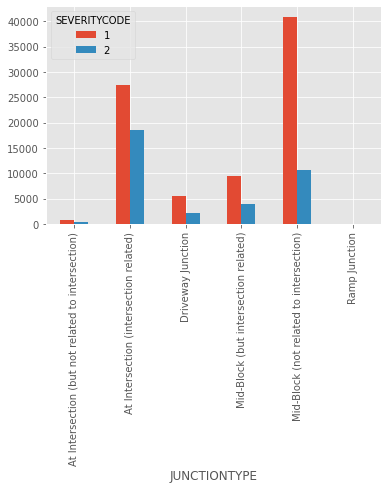 SEVERITYCODE
1
2
40000
35000
30000
25000
20000
15000
10000
5000
0
At Intersection (but not related to intersection)
At Intersection (intersection related)
Driveway Junction
Mid-Block (but intersection related)
Mid-Block (not related to intersection)
Ramp Junction
JUNCTIONTYPE